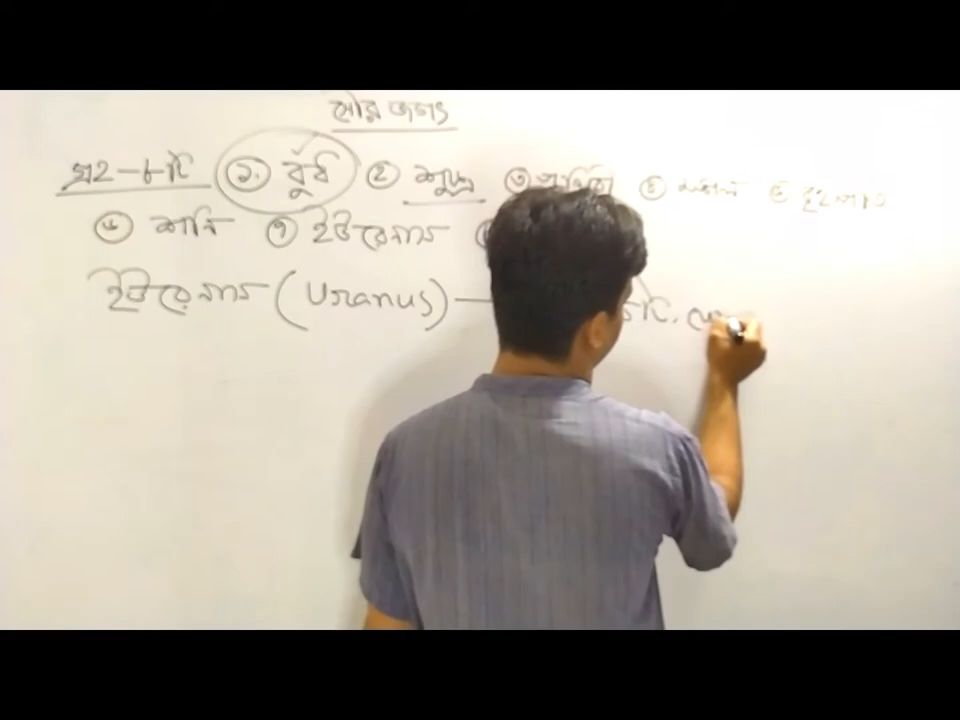 সৌর জগৎ
গ্রহ - ৮টি ১. বুধ ২ শুক্র ৩ পৃথিবী ৪ মঙ্গল ৫ বৃহস্পতি
৬ শনি ৭ ইউরেনাস
ইউরেনাস (Uranus) —